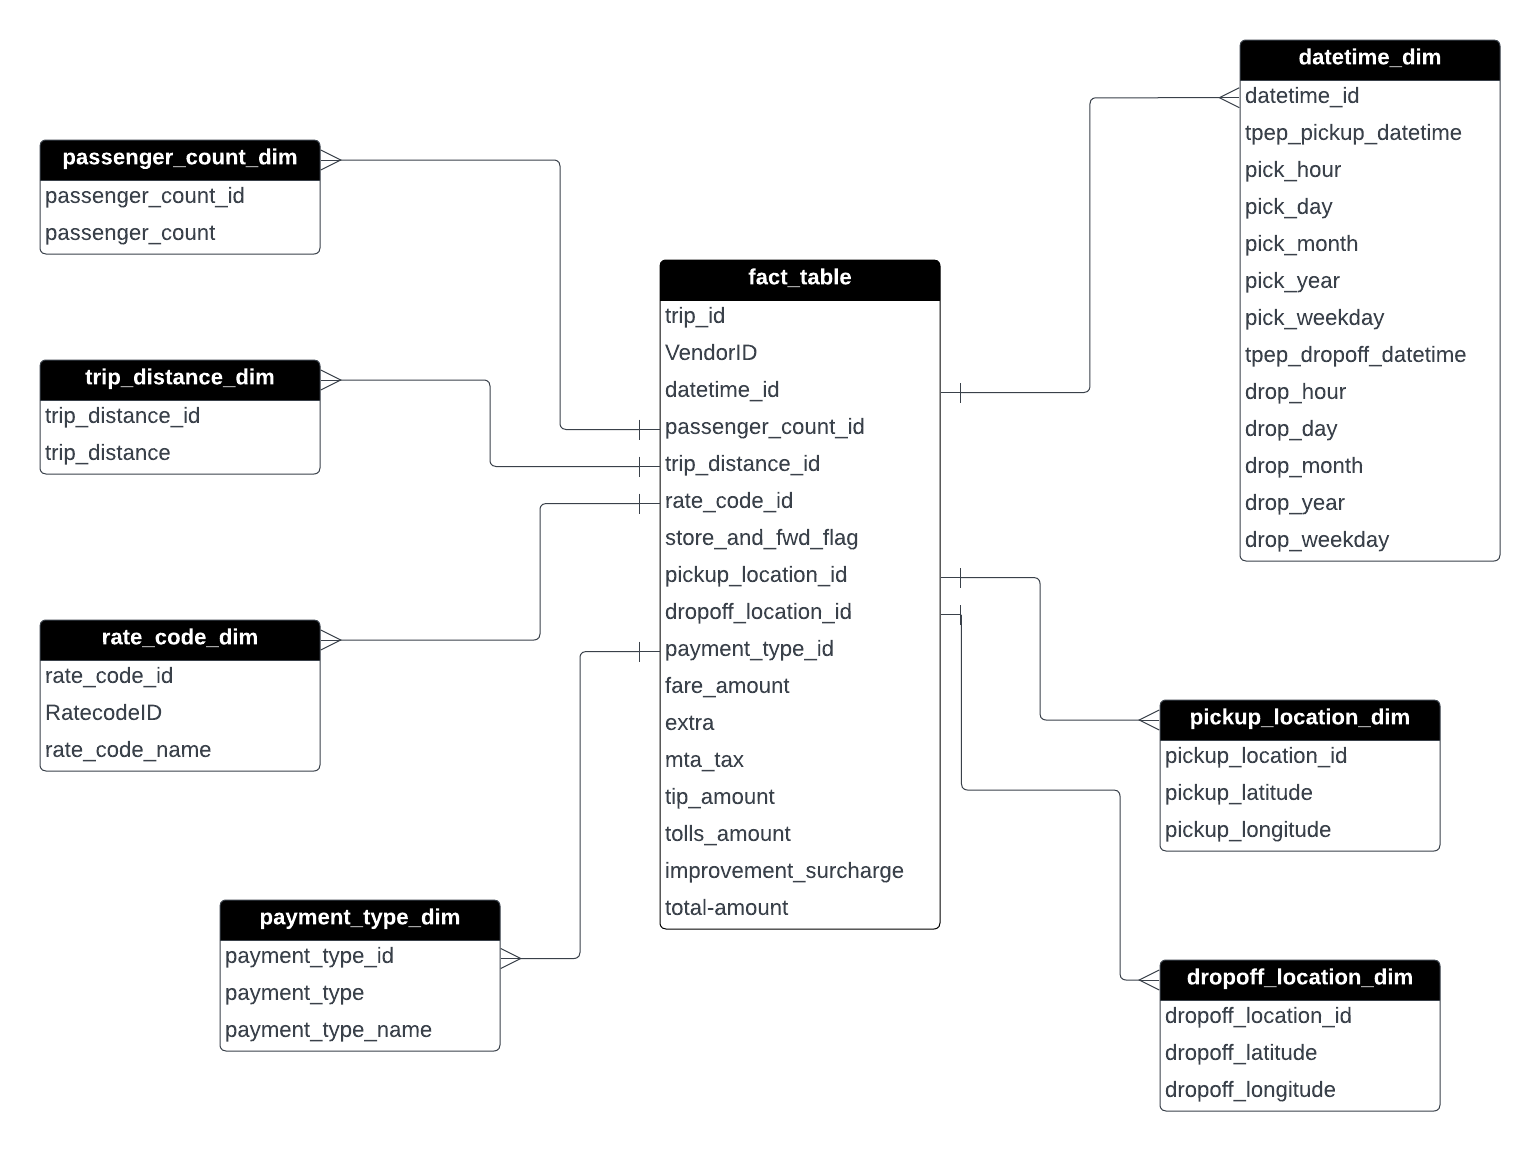 datetime_dim
datetime_id
tpep_pickup_datetime
pick_hour
pick_day
pick_month
pick_year
pick_weekday
tpep_dropoff_datetime
drop_hour
drop_day
drop_month
drop_year
drop_weekday
passenger_count_dim
passenger_count_id
passenger_count
fact_table
trip_id
VendorID
datetime_id
passenger_count_id
trip_distance_id
rate_code_id
store_and_fwd_flag
pickup_location_id
dropoff_location_id
payment_type_id
fare_amount
extra
mta_tax
tip_amount
tolls_amount
improvement_surcharge
total-amount
trip_distance_dim
trip_distance_id
trip_distance
rate_code_dim
rate_code_id
RatecodeID
rate_code_name
pickup_location_dim
pickup_location_id
pickup_latitude
pickup_longitude
payment_type_dim
payment_type_id
payment_type
payment_type_name
dropoff_location_dim
dropoff_location_id
dropoff_latitude
dropoff_longitude